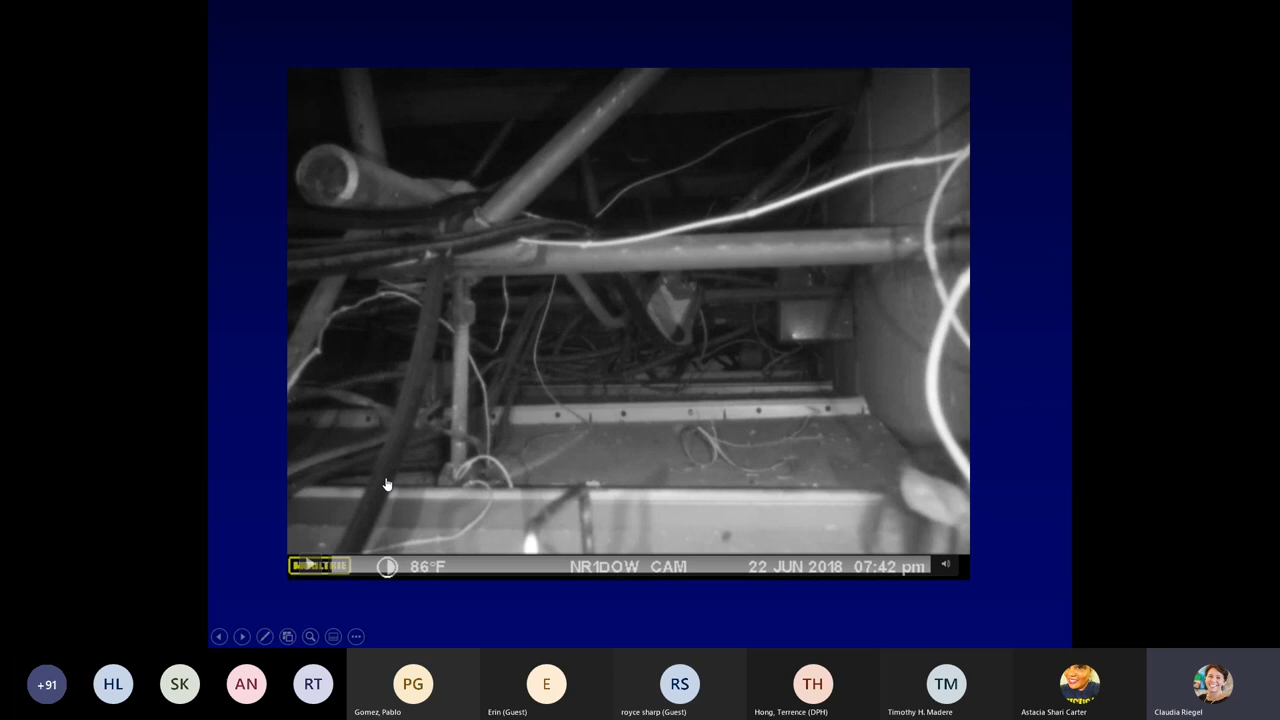 MOULTRIE 86°F NR1DOW CAM 22 JUN 2018 07:42 pm
+91 HL SK AN RT PG E RS TH TM
Gomez, Pablo Erin (Guest) royce sharp (Guest) Hong, Terrence (DPH) Timothy H. Madere Astacia Shari Carter Claudia Riegel